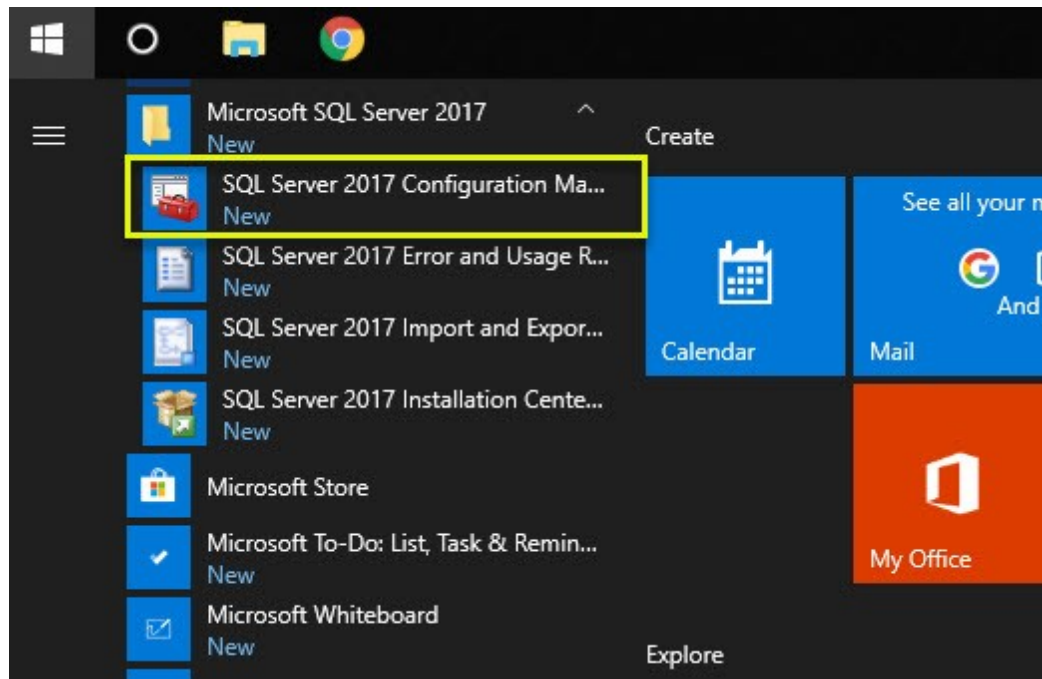 Microsoft SQL Server 2017
New
SQL Server 2017 Configuration Ma...
New
SQL Server 2017 Error and Usage R...
New
SQL Server 2017 Import and Expor...
New
SQL Server 2017 Installation Cente...
New
Microsoft Store
Microsoft To-Do: List, Task & Remin...
New
Microsoft Whiteboard
New
Create
Calendar
See all your m
G
And
Mail
My Office
Explore